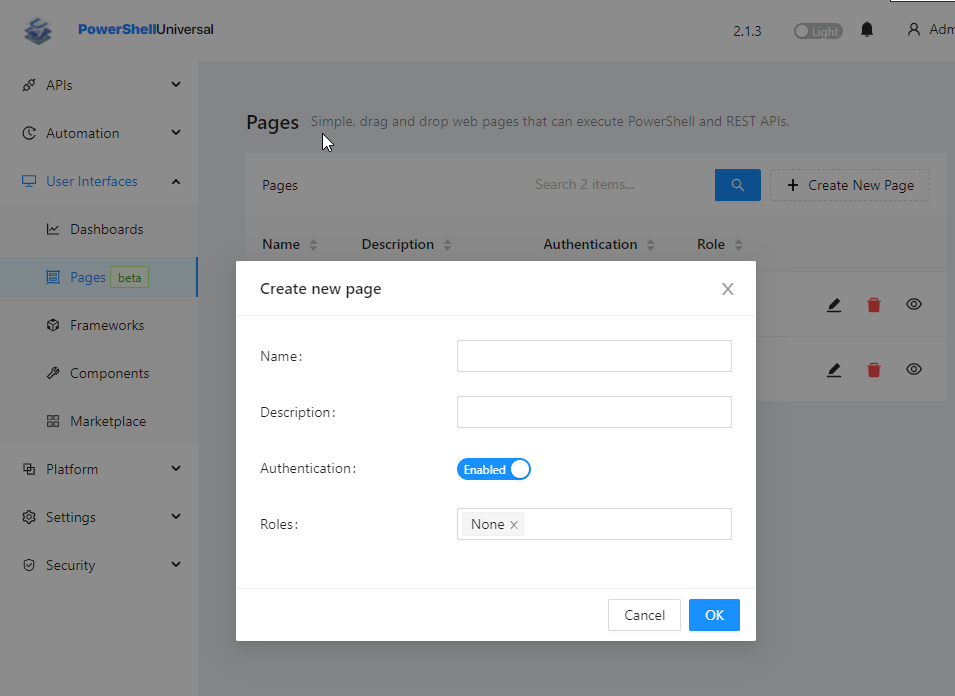 PowerShellUniversal
2.1.3
Light
Adm
APIs
Automation
User Interfaces
Dashboards
Pages beta
Frameworks
Components
Marketplace
Platform
Settings
Security
Pages Simple, drag and drop web pages that can execute PowerShell and REST APIs.
Pages
Search 2 items...
Create New Page
Name Description Authentication Role
Create new page
Name:
Description:
Authentication: Enabled
Roles: None
Cancel OK